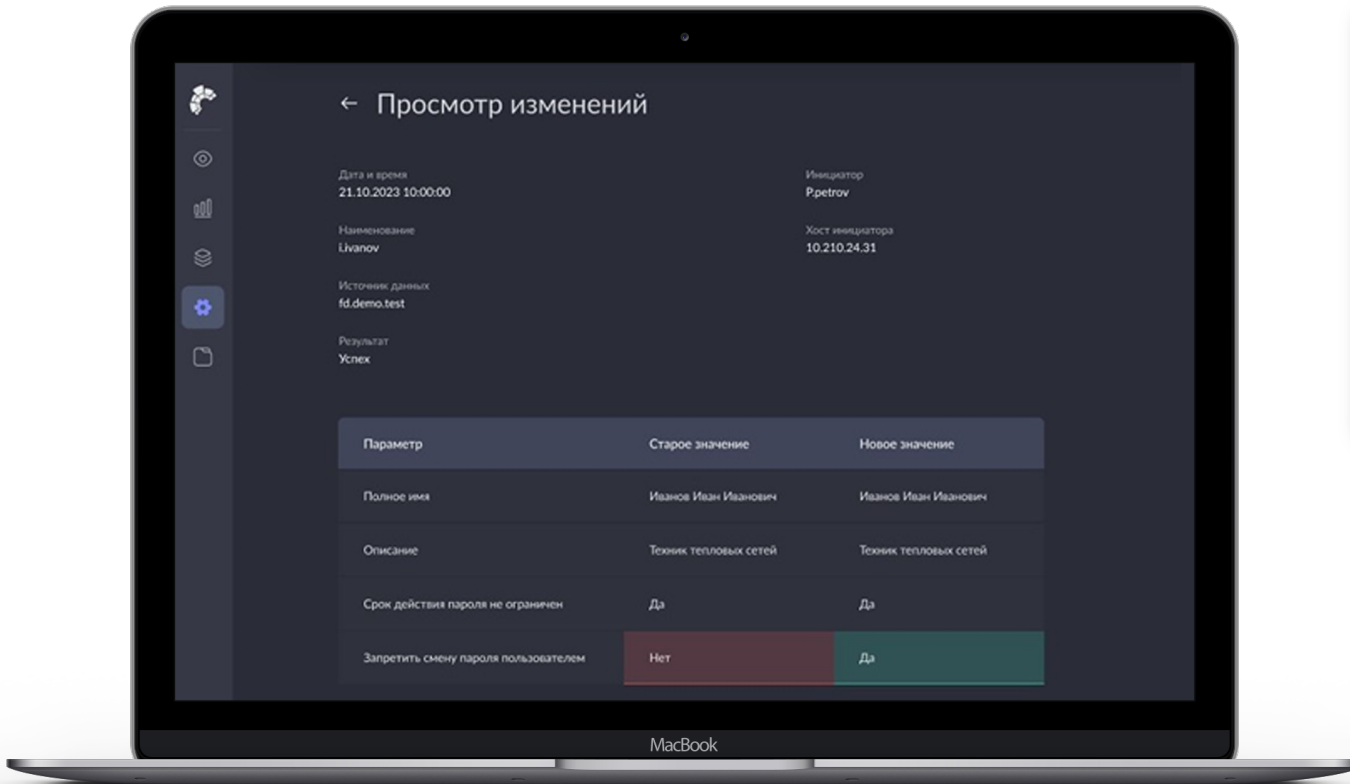 ← Просмотр изменений
Дата и время
21.10.2023 10:00:00
Инициатор
P.petrov
Наименование
i.ivanov
Хост инициатора
10.210.24.31
Источник данных
fd.demo.test
Результат
Успех
Параметр Старое значение Новое значение
Полное имя Иванов Иван Иванович Иванов Иван Иванович
Описание Техник тепловых сетей Техник тепловых сетей
Срок действия пароля не ограничен Да Да
Запретить смену пароля пользователем Нет Да
MacBook